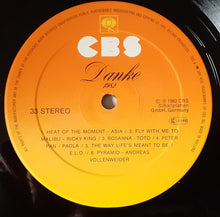 CBS
Danke
1982
33 STEREO
℗ © 1982 CBS
Schallplatten
GmbH, Germany
HEAT OF THE MOMENT - ASIA · 2. FLY WITH ME TO
MALIBU - RICKY KING · 3. ROSANNA - TOTO · 4. PETER
PAN - PAOLA · 5. THE WAY LIFE'S MEANT TO BE
E.L.O. · 6. PYRAMID - ANDREAS
VOLLENWEIDER